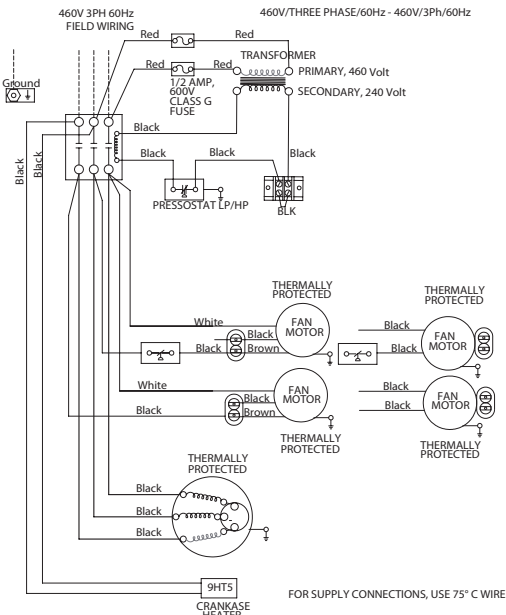 460V 3PH 60Hz
FIELD WIRING
460V/THREE PHASE/60Hz - 460V/3Ph/60Hz
Red
Red
TRANSFORMER
Red
Red
PRIMARY, 460 Volt
Ground
1/2 AMP,
600V
CLASS G
FUSE
SECONDARY, 240 Volt
Black
Black
Black
Black
Black
Black
PRESSOSTAT LP/HP
BLK
THERMALLY
PROTECTED
THERMALLY
PROTECTED
White
FAN
MOTOR
Black
FAN
MOTOR
Black
Black
Brown
Black
White
FAN
MOTOR
Black
FAN
MOTOR
Black
Black
Brown
Black
THERMALLY
PROTECTED
THERMALLY
PROTECTED
THERMALLY
PROTECTED
Black
Black
Black
9HT5
CRANKASE
HEATER
FOR SUPPLY CONNECTIONS, USE 75° C WIRE